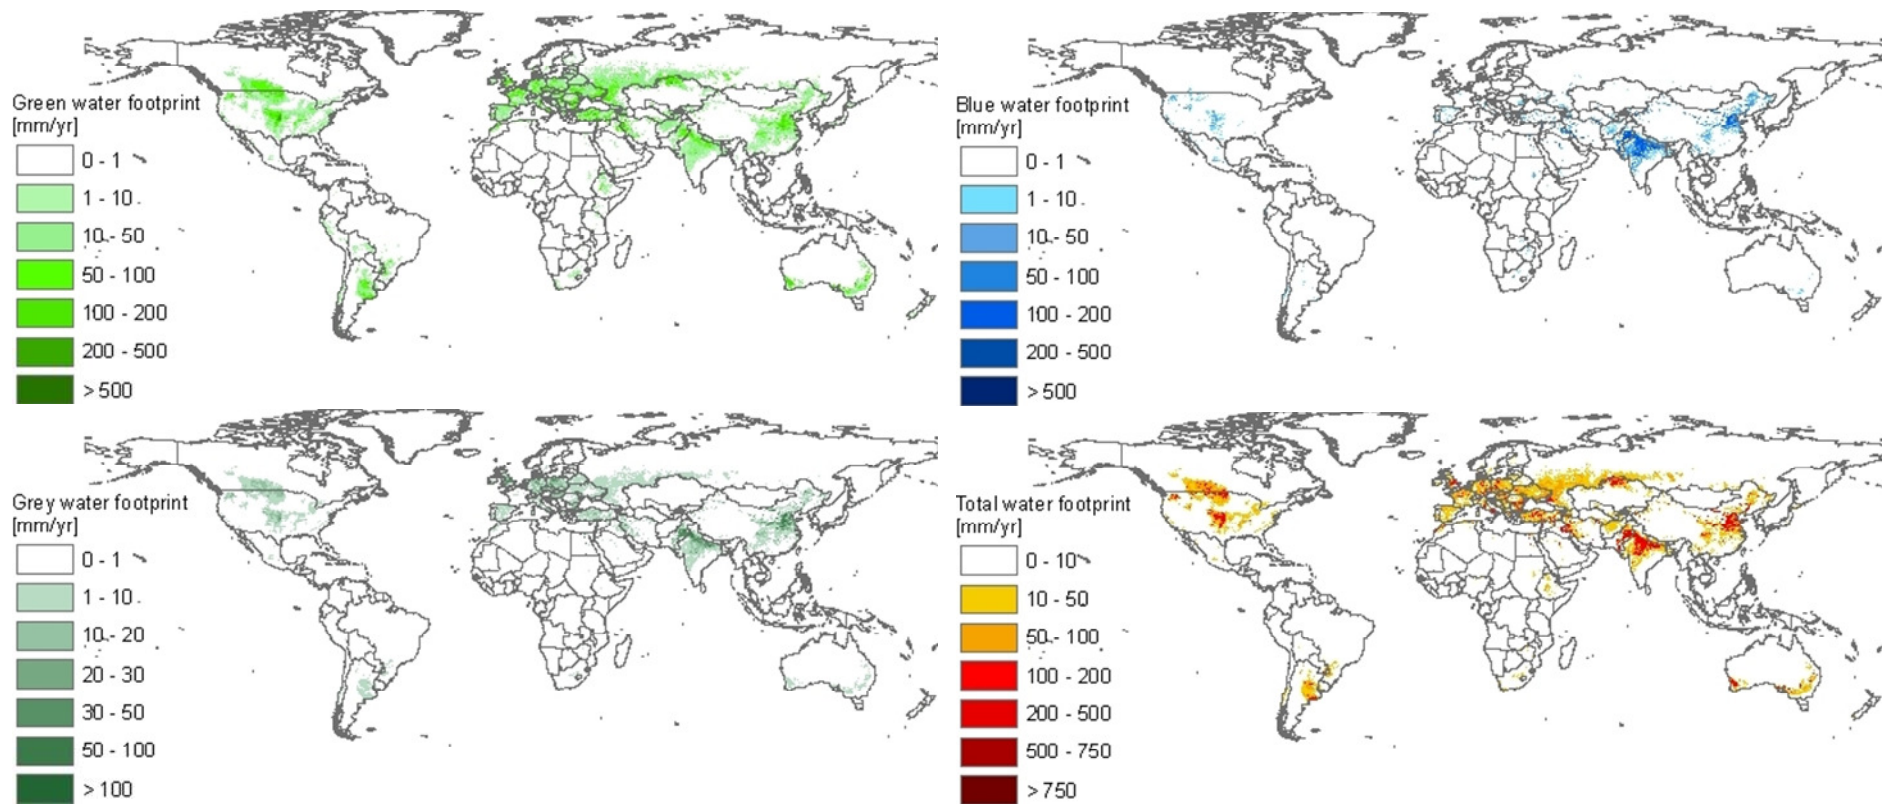 Green water footprint
[mm/yr]
0 - 1
1 - 10
10 - 50
50 - 100
100 - 200
200 - 500
> 500
Blue water footprint
[mm/yr]
0 - 1
1 - 10
10 - 50
50 - 100
100 - 200
200 - 500
> 500
Grey water footprint
[mm/yr]
0 - 1
1 - 10
10 - 20
20 - 30
30 - 50
50 - 100
> 100
Total water footprint
[mm/yr]
0 - 10
10 - 50
50 - 100
100 - 200
200 - 500
500 - 750
> 750